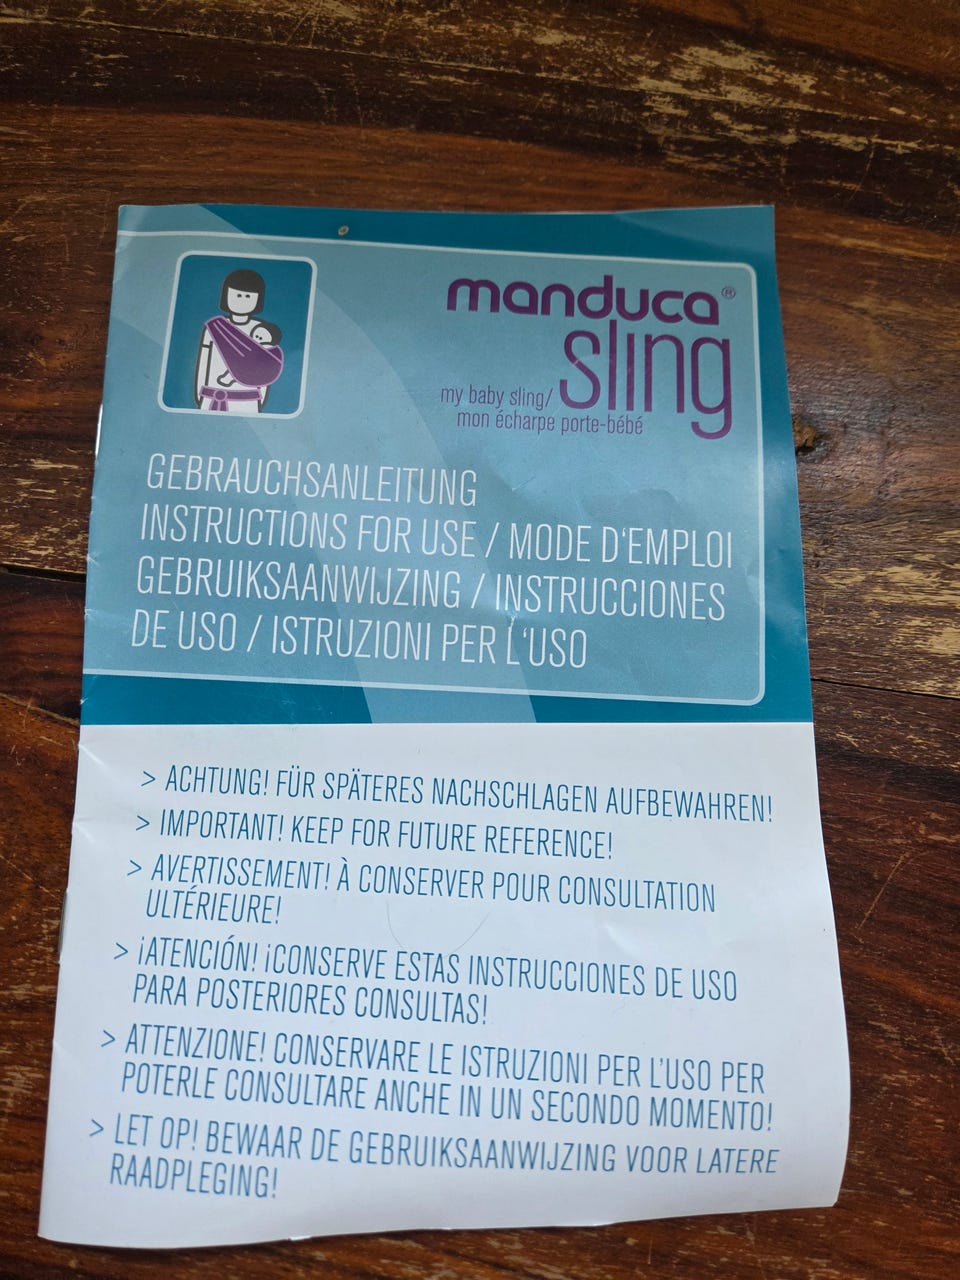 manduca®
sling
my baby sling/
mon écharpe porte-bébé
GEBRAUCHSANLEITUNG
INSTRUCTIONS FOR USE / MODE D'EMPLOI
GEBRUIKSAANWIJZING / INSTRUCCIONES
DE USO / ISTRUZIONI PER L'USO
> ACHTUNG! FÜR SPÄTERES NACHSCHLAGEN AUFBEWAHREN!
> IMPORTANT! KEEP FOR FUTURE REFERENCE!
> AVERTISSEMENT! À CONSERVER POUR CONSULTATION
ULTÉRIEURE!
> ¡ATENCIÓN! ¡CONSERVE ESTAS INSTRUCCIONES DE USO
PARA POSTERIORES CONSULTAS!
> ATTENZIONE! CONSERVARE LE ISTRUZIONI PER L'USO PER
POTERLE CONSULTARE ANCHE IN UN SECONDO MOMENTO!
> LET OP! BEWAAR DE GEBRUIKSAANWIJZING VOOR LATERE
RAADPLEGING!